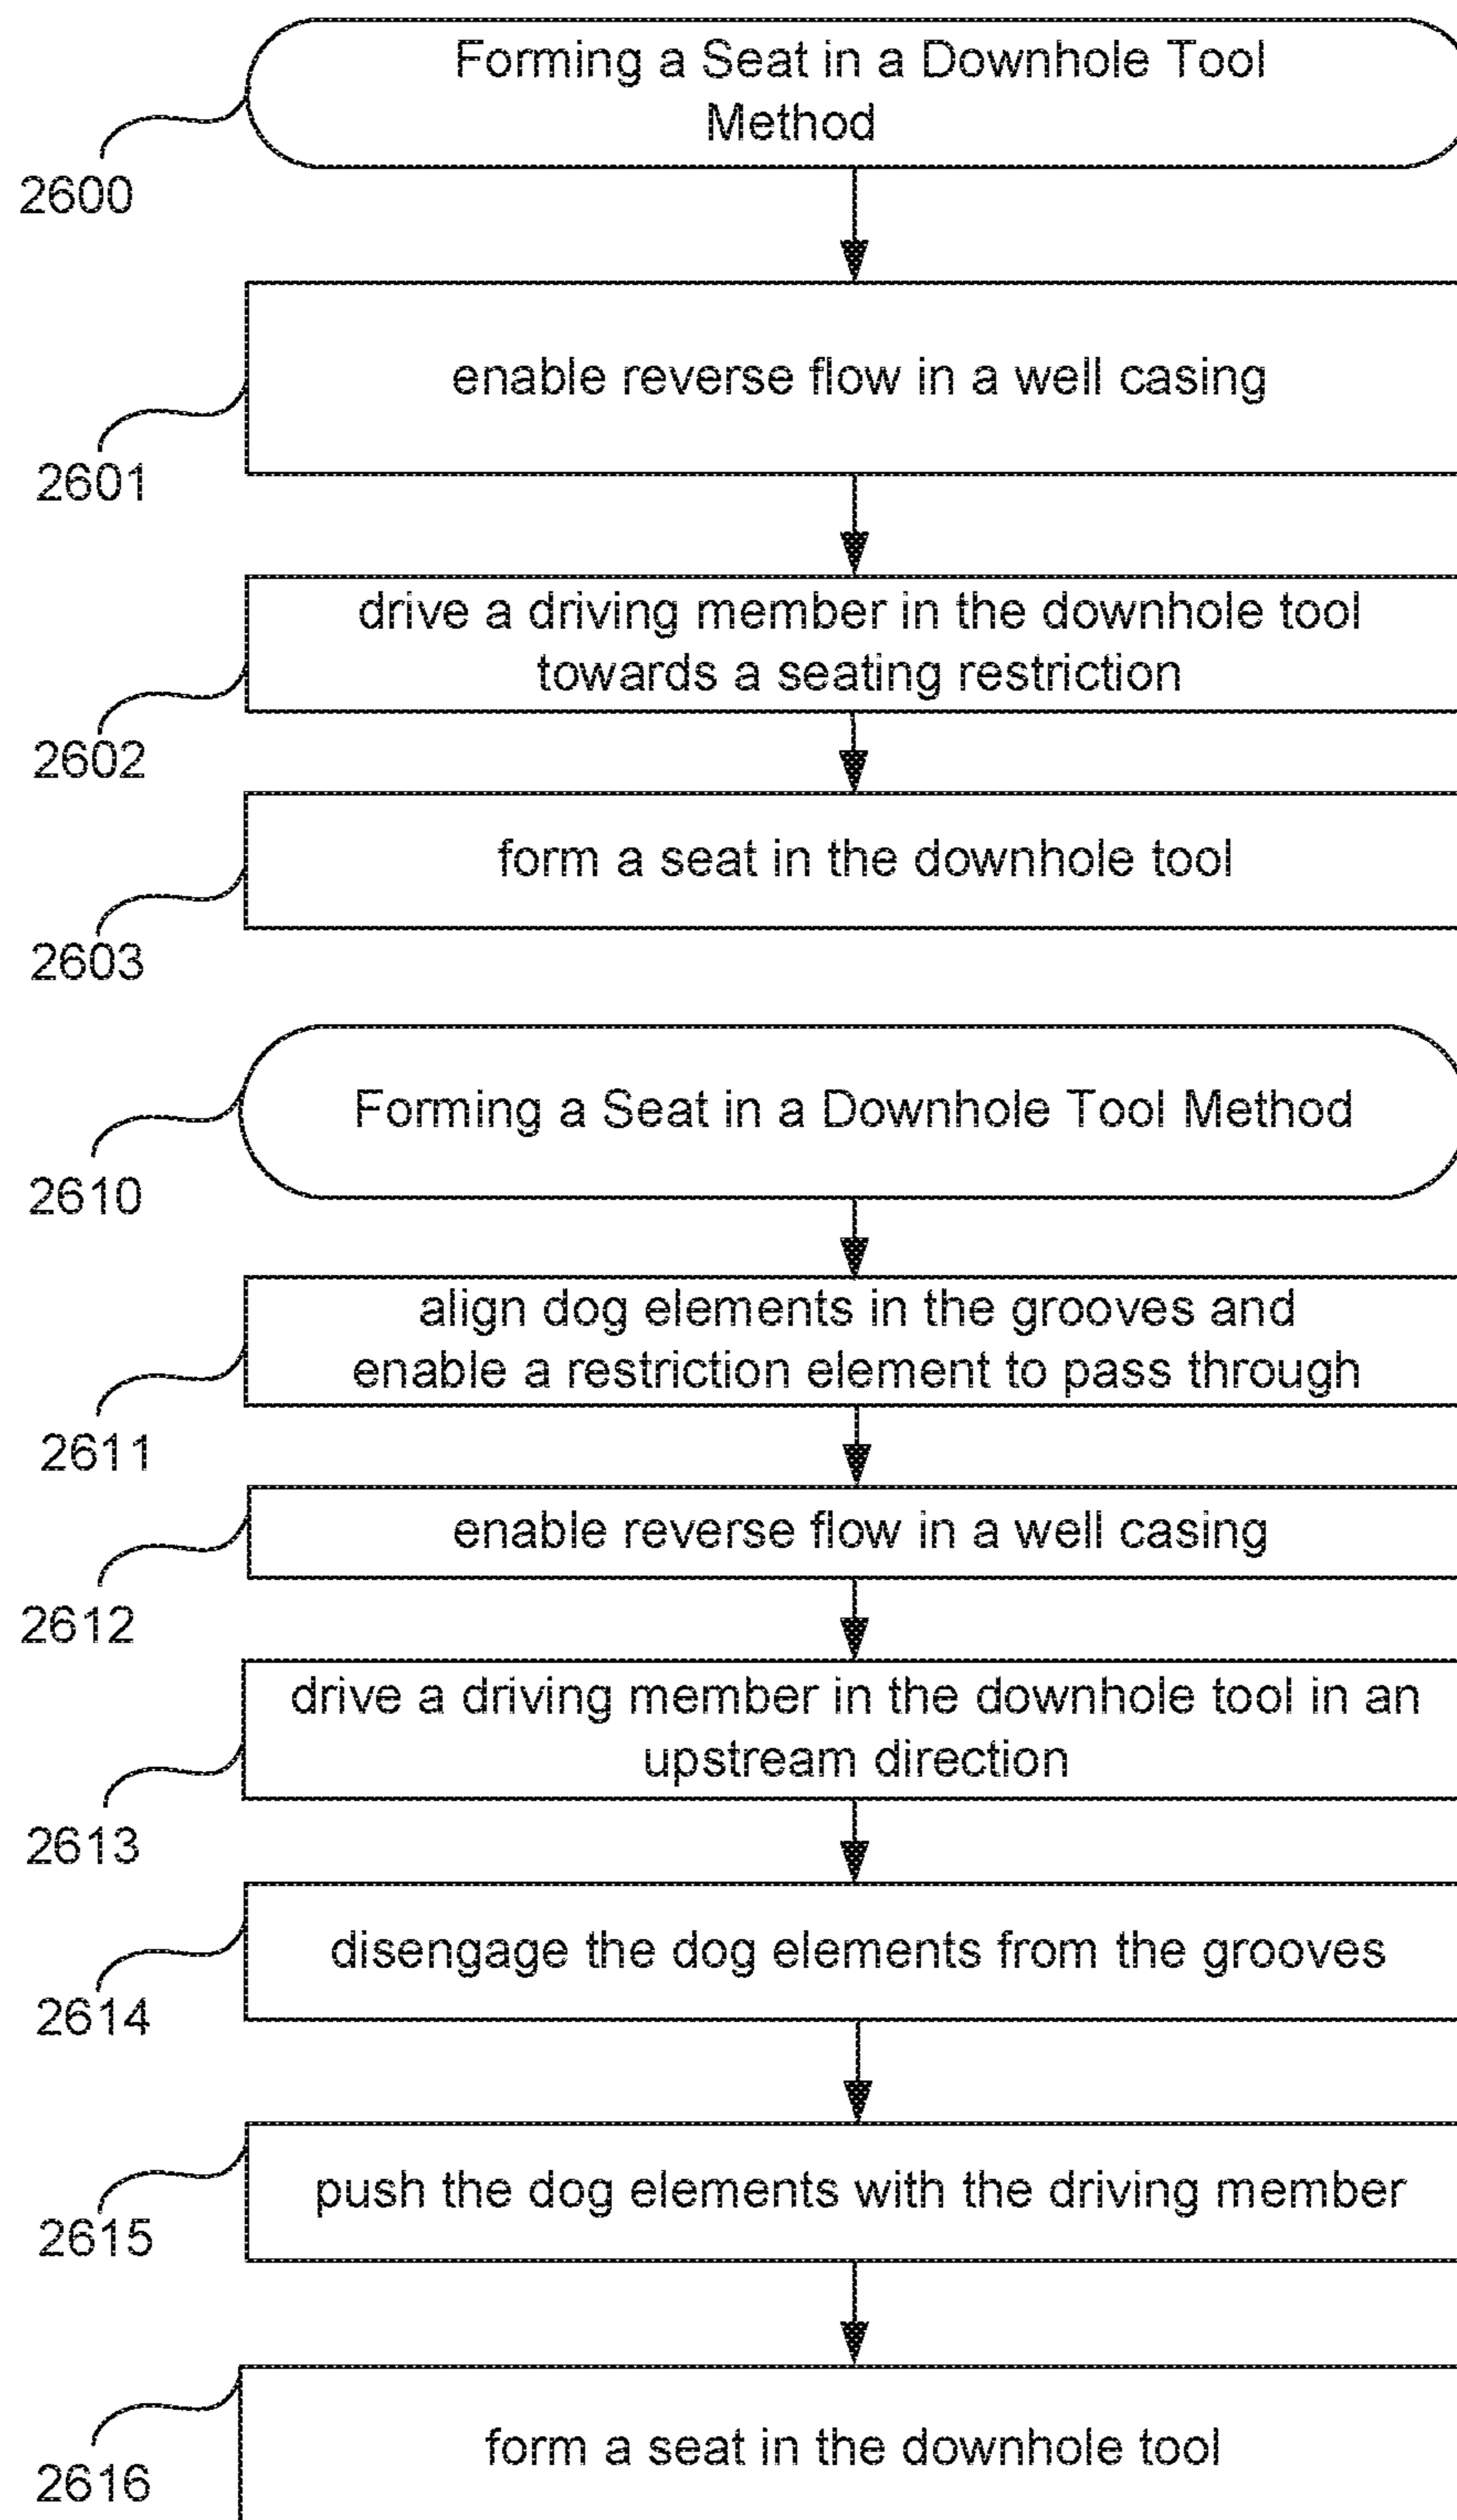 Forming a Seat in a Downhole Tool
Method
2600
enable reverse flow in a well casing
2601
drive a driving member in the downhole tool
towards a seating restriction
2602
form a seat in the downhole tool
2603
Forming a Seat in a Downhole Tool Method
2610
align dog elements in the grooves and
enable a restriction element to pass through
2611
enable reverse flow in a well casing
2612
drive a driving member in the downhole tool in an
upstream direction
2613
disengage the dog elements from the grooves
2614
push the dog elements with the driving member
2615
form a seat in the downhole tool
2616